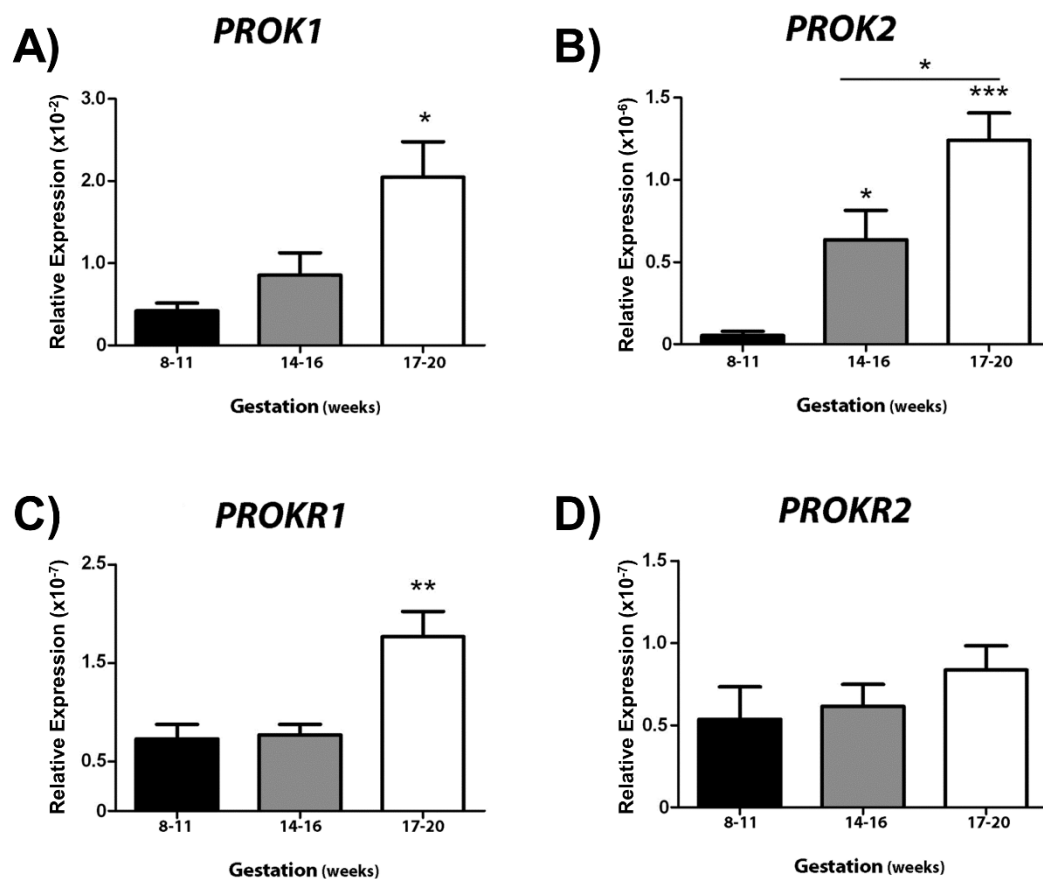 A)
PROK1
Relative Expression (x10⁻²)
3.0
2.0
1.0
0
*
8-11
14-16
17-20
Gestation (weeks)
B)
PROK2
Relative Expression (x10⁻⁶)
1.5
1.0
0.5
0
*
*
***
8-11
14-16
17-20
Gestation (weeks)
C)
PROKR1
Relative Expression (x10⁻⁷)
2.5
1.5
0.5
0
**
8-11
14-16
17-20
Gestation (weeks)
D)
PROKR2
Relative Expression (x10⁻⁷)
1.5
1.0
0.5
0
8-11
14-16
17-20
Gestation (weeks)